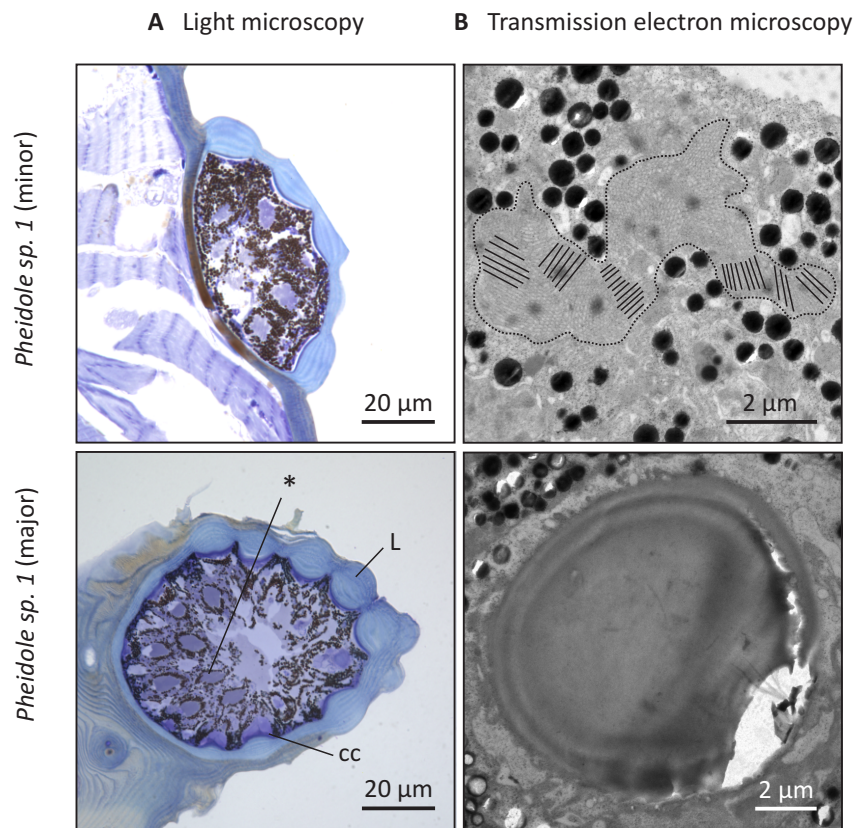 A Light microscopy
B Transmission electron microscopy
Pheidole sp. 1 (minor)
20 µm
2 µm
Pheidole sp. 1 (major)
*
L
cc
20 µm
2 µm